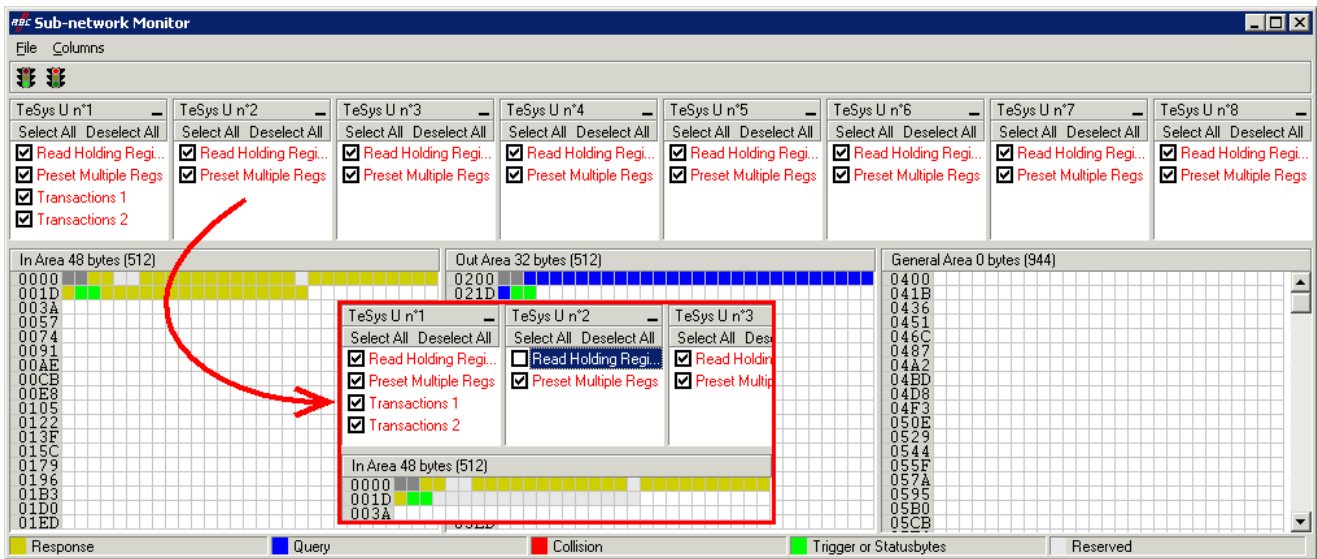 ABC Sub-network Monitor
File Columns
TeSys U n°1 TeSys U n°2 TeSys U n°3 TeSys U n°4 TeSys U n°5 TeSys U n°6 TeSys U n°7 TeSys U n°8
Select All Deselect All Select All Deselect All Select All Deselect All Select All Deselect All Select All Deselect All Select All Deselect All Select All Deselect All Select All Deselect All
Read Holding Regi... Read Holding Regi... Read Holding Regi... Read Holding Regi... Read Holding Regi... Read Holding Regi... Read Holding Regi... Read Holding Regi...
Preset Multiple Regs Preset Multiple Regs Preset Multiple Regs Preset Multiple Regs Preset Multiple Regs Preset Multiple Regs Preset Multiple Regs Preset Multiple Regs
Transactions 1
Transactions 2
In Area 48 bytes (512) Out Area 32 bytes (512) General Area 0 bytes (944)
0000 0200 0400
001D 021D 041B
003A 0436
0057 0451
0074 046C
0091 0487
00AE 04A2
00CB 04BD
00E8 04D8
0105 04F3
0122 050E
013F 0529
015C 0544
0179 055F
0196 057A
01B3 0595
01D0 05B0
01ED 05CB
TeSys U n°1 TeSys U n°2 TeSys U n°3
Select All Deselect All Select All Deselect All Select All Des
Read Holding Regi... Read Holding Regi... Read Holdin
Preset Multiple Regs Preset Multiple Regs Preset Multip
Transactions 1
Transactions 2
In Area 48 bytes (512)
0000
001D
003A
Response Query Collision Trigger or Statusbytes Reserved